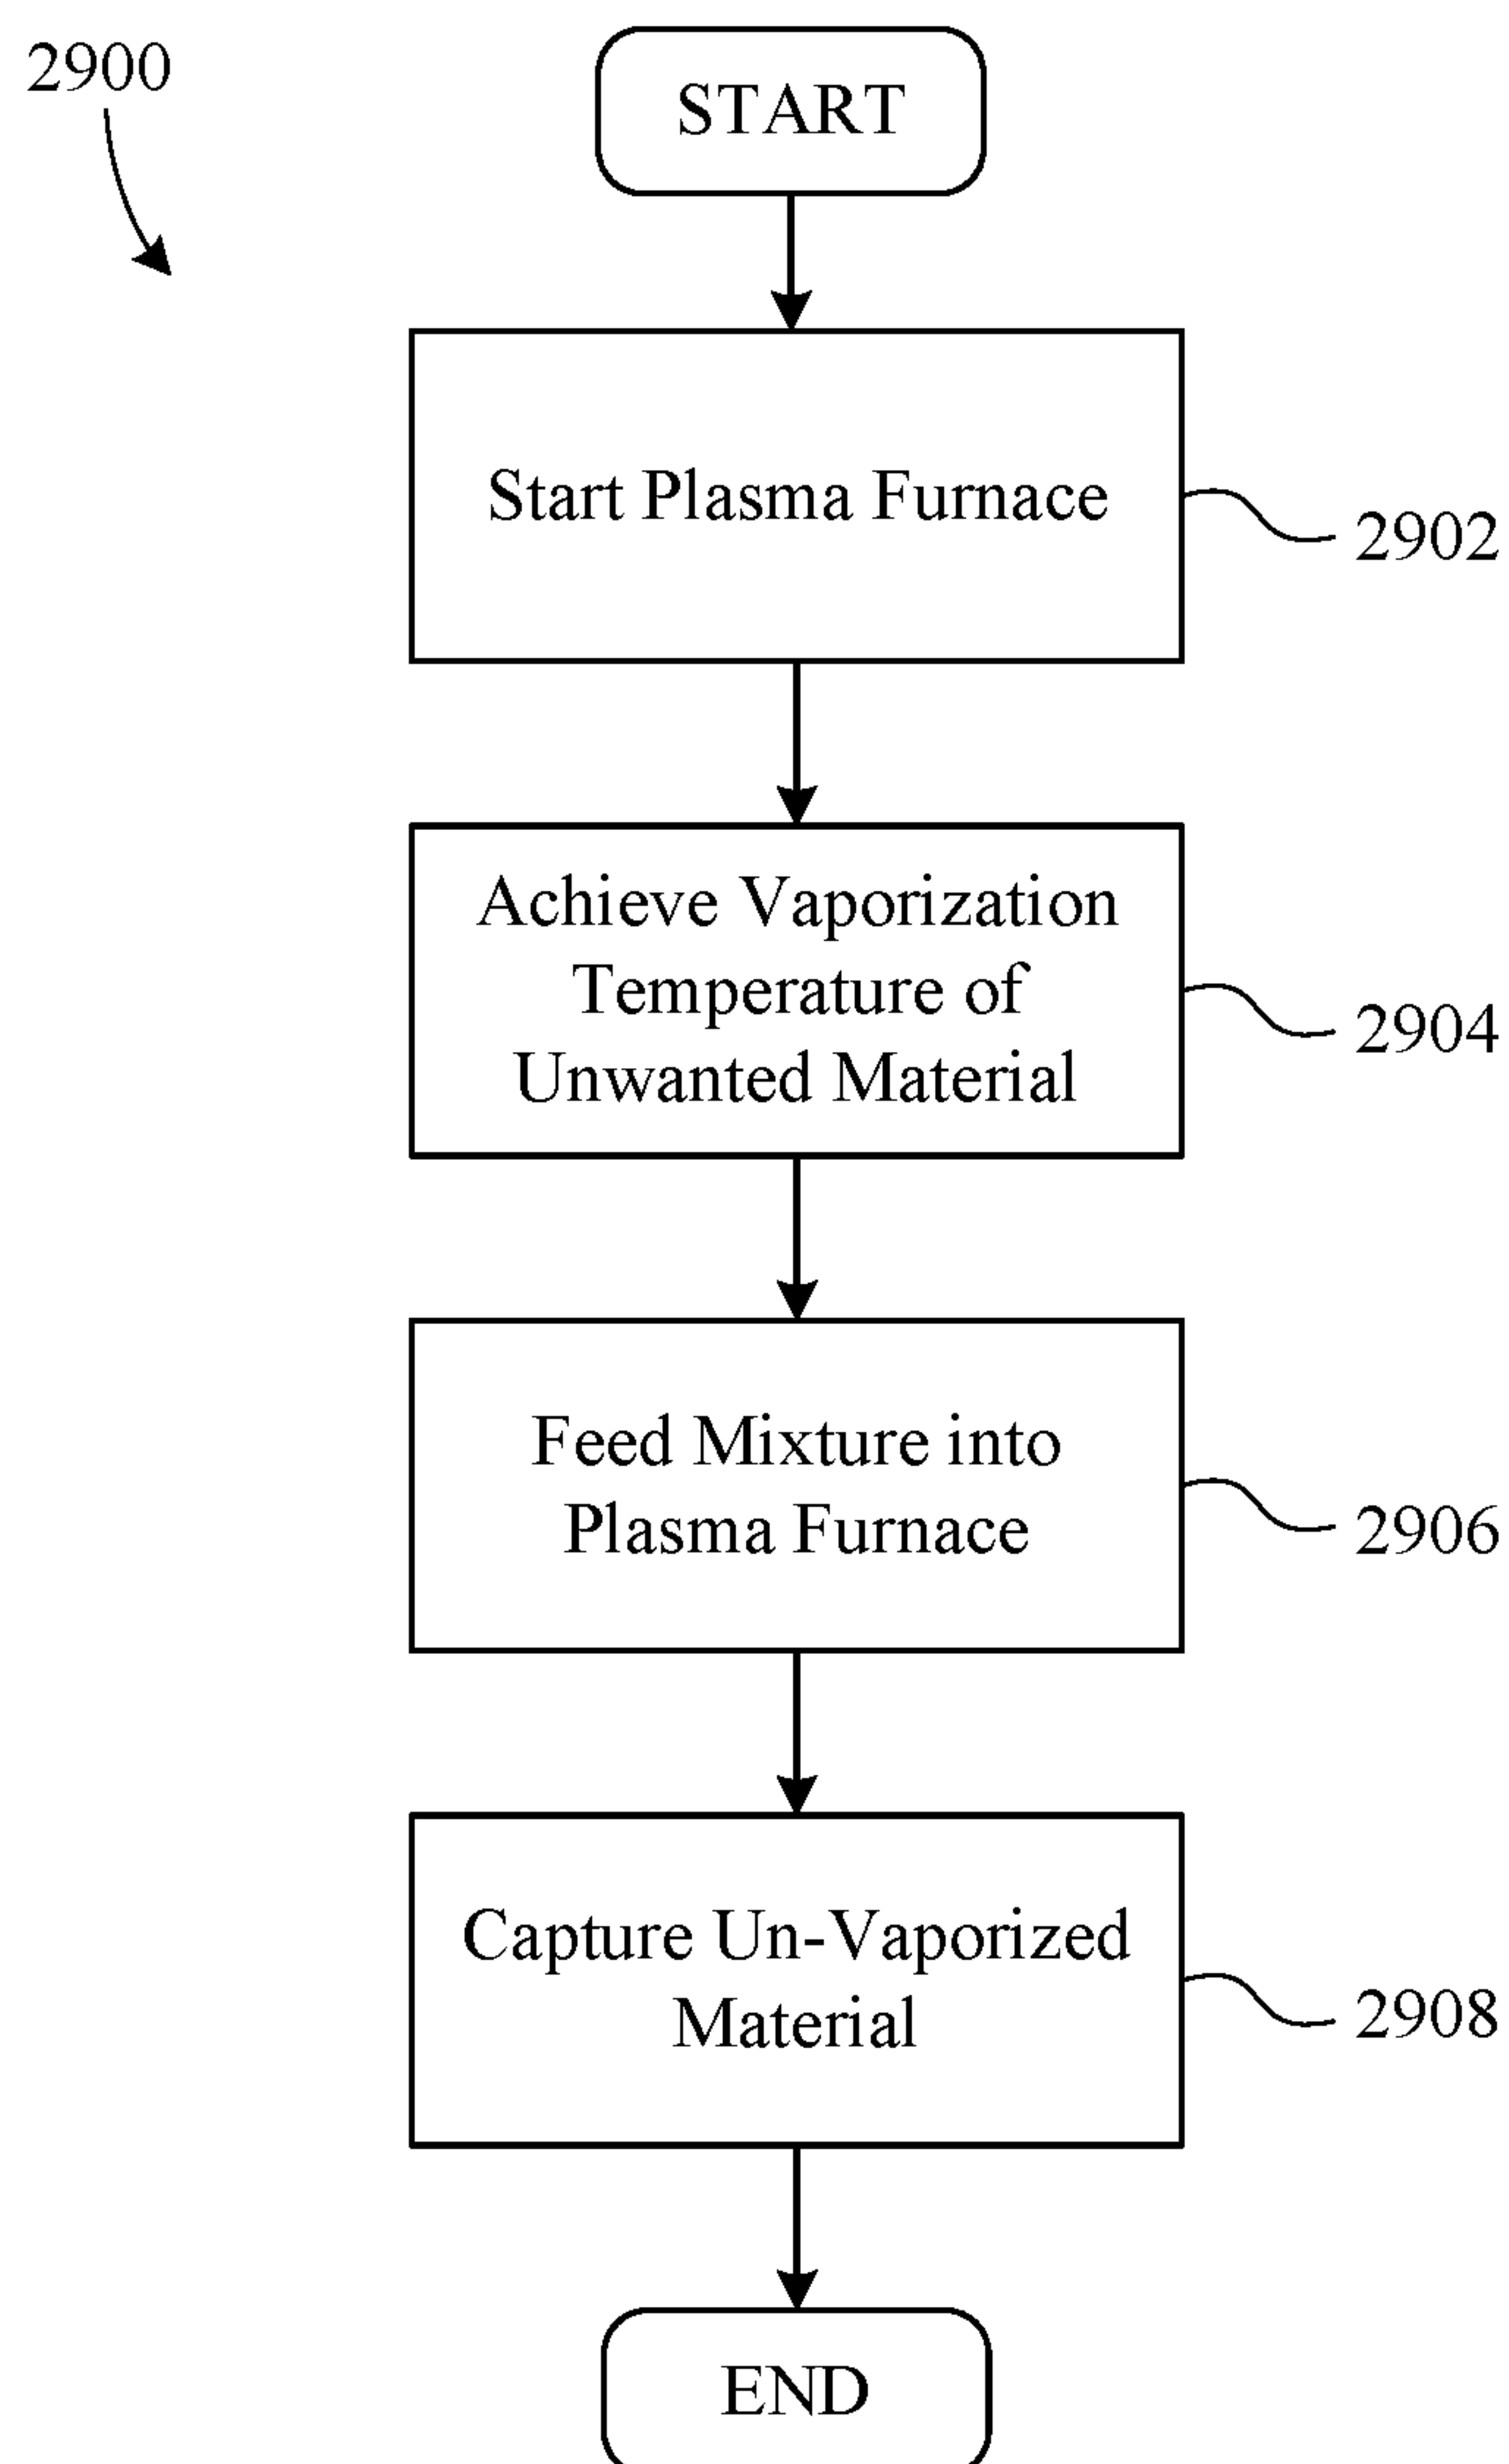 2900
START
Start Plasma Furnace
2902
Achieve Vaporization
Temperature of
Unwanted Material
2904
Feed Mixture into
Plasma Furnace
2906
Capture Un-Vaporized
Material
2908
END